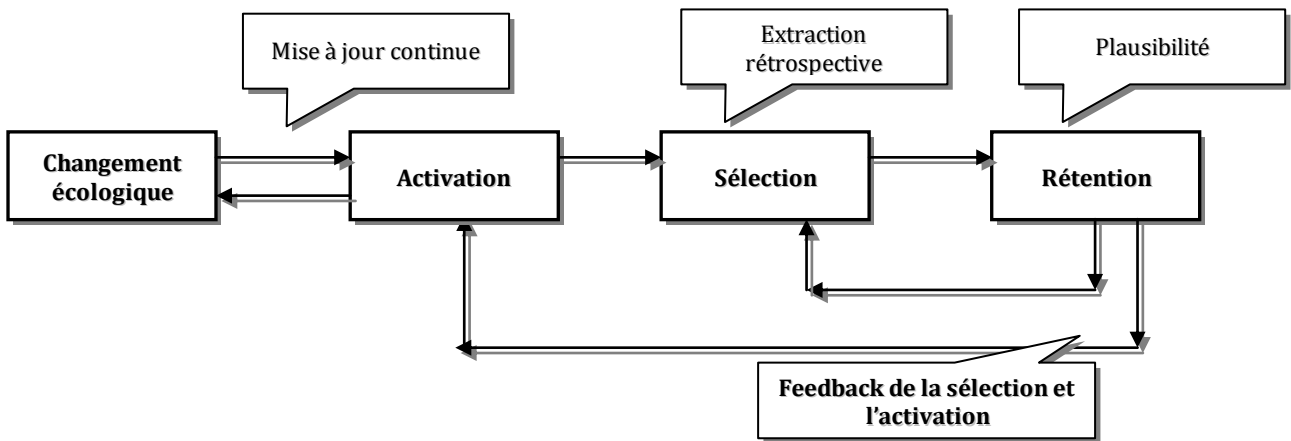 Mise à jour continue
Extraction
rétrospective
Plausibilité
Changement
écologique
Activation
Sélection
Rétention
Feedback de la sélection et
l'activation